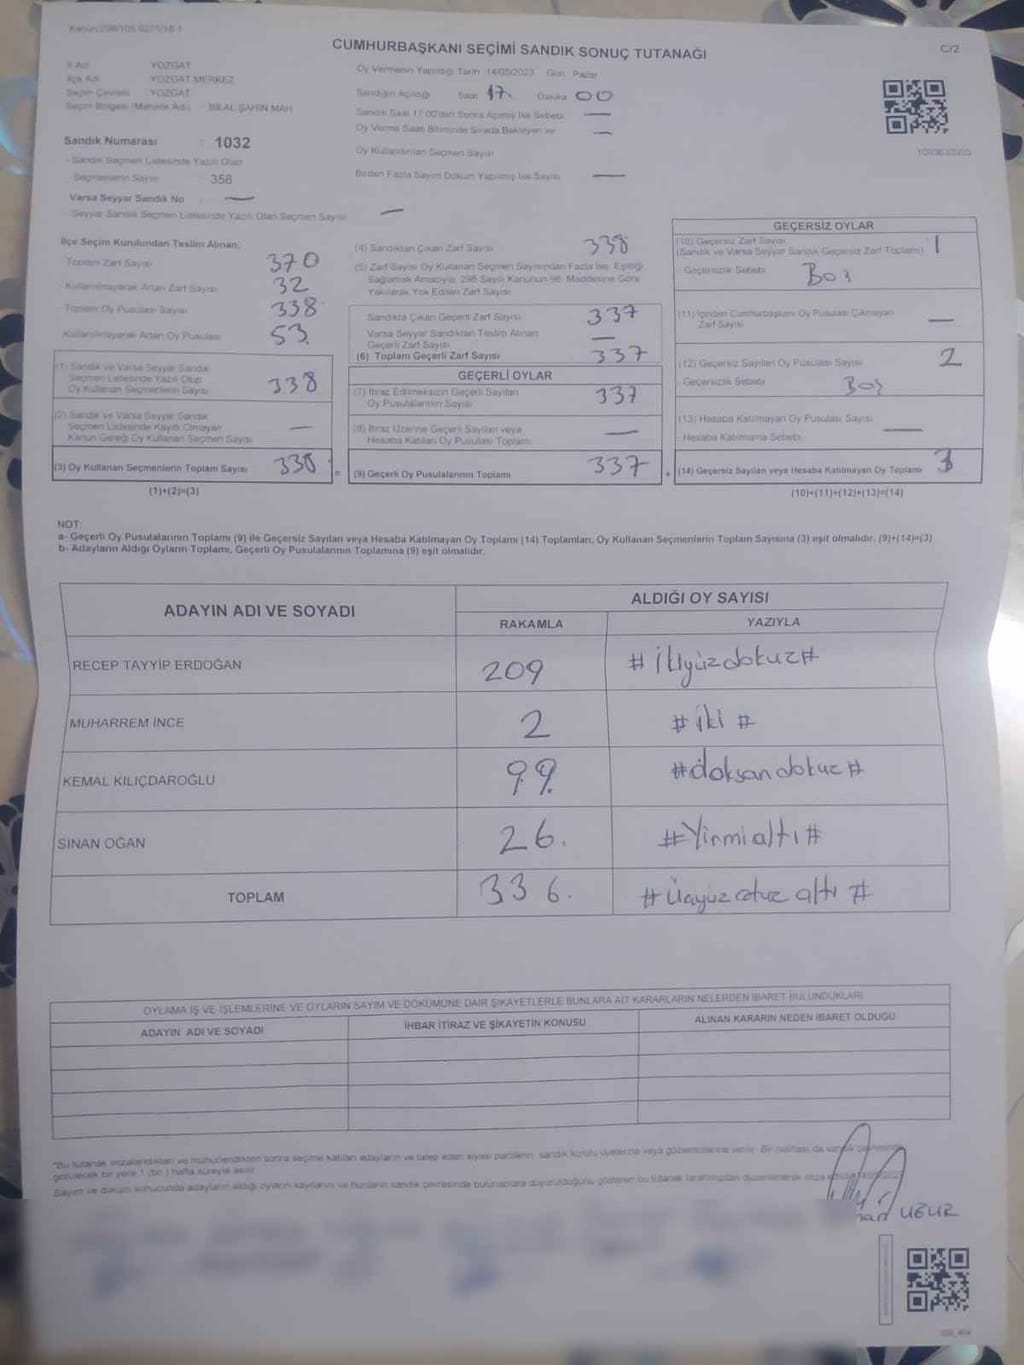 CUMHURBAŞKANI SEÇİMİ SANDIK SONUÇ TUTANAĞI
C/2
İl Adı YOZGAT
İlçe Adı YOZGAT MERKEZ
Seçim Çevresi YOZGAT
Seçim Bölgesi (Mahalle Adı) : BİLAL ŞAHİN MAH
Sandık Numarası : 1032
Sandık Seçmen Listesinde Yazılı Olup
Seçmenlerin Sayısı : 358
Varsa Seyyar Sandık No —
Seyyar Sandık Seçmen Listesinde Yazılı Olan Seçmen Sayısı —
Oy Vermenin Yapıldığı Tarih 14/05/2023 Gün Pazar
Sandığın Açıldığı Saat 17 Dakika 00
Sandık Saat 17.00'den Sonra Açılmış İse Sebebi —
Oy Verme Saati Bitiminde Sırada Bekleyen ve —
Oy Kullandırılan Seçmen Sayısı
Birden Fazla Sayım Döküm Yapılmış İse Sayısı —
İlçe Seçim Kurulundan Teslim Alınan;
Toplam Zarf Sayısı 370
Kullanılmayarak Artan Zarf Sayısı 32
Toplam Oy Pusulası Sayısı 338
Kullanılmayarak Artan Oy Pusulası 53.
(1) Sandık ve Varsa Seyyar Sandık
Seçmen Listesinde Yazılı Olup
Oy Kullanan Seçmenlerin Sayısı 338
(2) Sandık ve Varsa Seyyar Sandık
Seçmen Listesinde Kayıtlı Olmayan
Kanun Gereği Oy Kullanan Seçmen Sayısı —
(3) Oy Kullanan Seçmenlerin Toplam Sayısı 338
(1)+(2)=(3)
(4) Sandıktan Çıkan Zarf Sayısı 338
(5) Zarf Sayısı Oy Kullanan Seçmen Sayısından Fazla İse, Eşitliği
Sağlamak Amacıyla, 298 Sayılı Kanunun 98. Maddesine Göre
Yakılarak Yok Edilen Zarf Sayısı
Sandıkta Çıkan Geçerli Zarf Sayısı 337
Varsa Seyyar Sandıktan Teslim Alınan
Geçerli Zarf Sayısı —
(6) Toplam Geçerli Zarf Sayısı 337
GEÇERLİ OYLAR
(7) İtiraz Edilmeksizin Geçerli Sayılan
Oy Pusulalarının Sayısı 337
(8) İtiraz Üzerine Geçerli Sayılan veya
Hesaba Katılan Oy Pusulası Toplamı —
(9) Geçerli Oy Pusulalarının Toplamı 337
GEÇERSİZ OYLAR
(10) Geçersiz Zarf Sayısı 1
(Sandık ve Varsa Seyyar Sandık Geçersiz Zarf Toplamı)
Geçersizlik Sebebi Boş
(11) İçinden Cumhurbaşkanı Oy Pusulası Çıkmayan
Zarf Sayısı —
(12) Geçersiz Sayılan Oy Pusulası Sayısı 2
Geçersizlik Sebebi Boş
(13) Hesaba Katılmayan Oy Pusulası Sayısı —
Hesaba Katılmama Sebebi
(14) Geçersiz Sayılan veya Hesaba Katılmayan Oy Toplamı 3
(10)+(11)+(12)+(13)=(14)
NOT:
a- Geçerli Oy Pusulalarının Toplamı (9) ile Geçersiz Sayılan veya Hesaba Katılmayan Oy Toplamı (14) Toplamları, Oy Kullanan Seçmenlerin Toplam Sayısına (3) eşit olmalıdır. (9)+(14)=(3)
b- Adayların Aldığı Oyların Toplamı, Geçerli Oy Pusulalarının Toplamına (9) eşit olmalıdır.
ADAYIN ADI VE SOYADI
ALDIĞI OY SAYISI
RAKAMLA YAZIYLA
RECEP TAYYİP ERDOĞAN 209 # ikiyüzdokuz #
MUHARREM İNCE 2 # iki #
KEMAL KILIÇDAROĞLU 99. #doksandokuz#
SİNAN OĞAN 26. #Yirmialtı#
TOPLAM 336. #Üçyüz otuz altı #
OYLAMA İŞ VE İŞLEMLERİNE VE OYLARIN SAYIM VE DÖKÜMÜNE DAİR ŞİKAYETLERLE BUNLARA AİT KARARLARIN NELERDEN İBARET BULUNDUKLARI
ADAYIN ADI VE SOYADI İHBAR İTİRAZ VE ŞİKAYETİN KONUSU ALINAN KARARIN NEDEN İBARET OLDUĞU
UĞUR